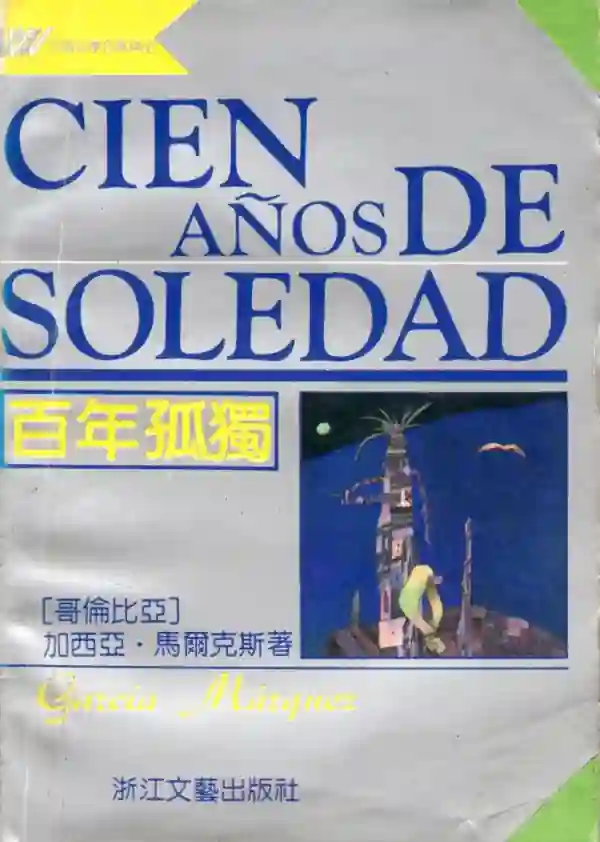 CIEN
AÑOS DE
SOLEDAD
百年孤獨
[哥倫比亞]
加西亞·馬爾克斯著
García Márquez
浙江文藝出版社